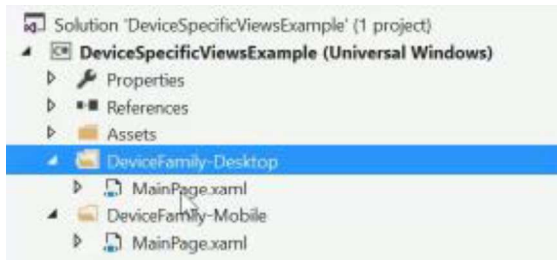 Solution 'DeviceSpecificViewsExample' (1 project)
DeviceSpecificViewsExample (Universal Windows)
Properties
References
Assets
DeviceFamily-Desktop
MainPage.xaml
DeviceFamily-Mobile
MainPage.xaml